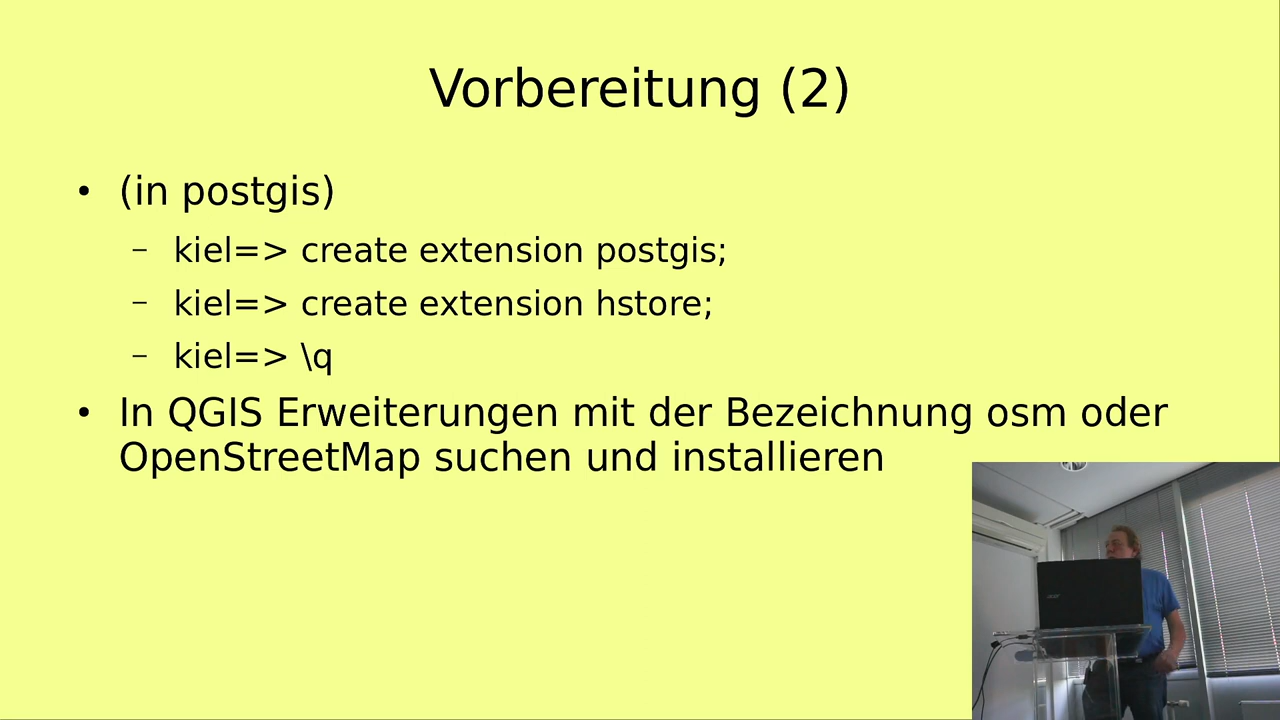 Vorbereitung (2)
• (in postgis)
– kiel=> create extension postgis;
– kiel=> create extension hstore;
– kiel=> \q
• In QGIS Erweiterungen mit der Bezeichnung osm oder
OpenStreetMap suchen und installieren